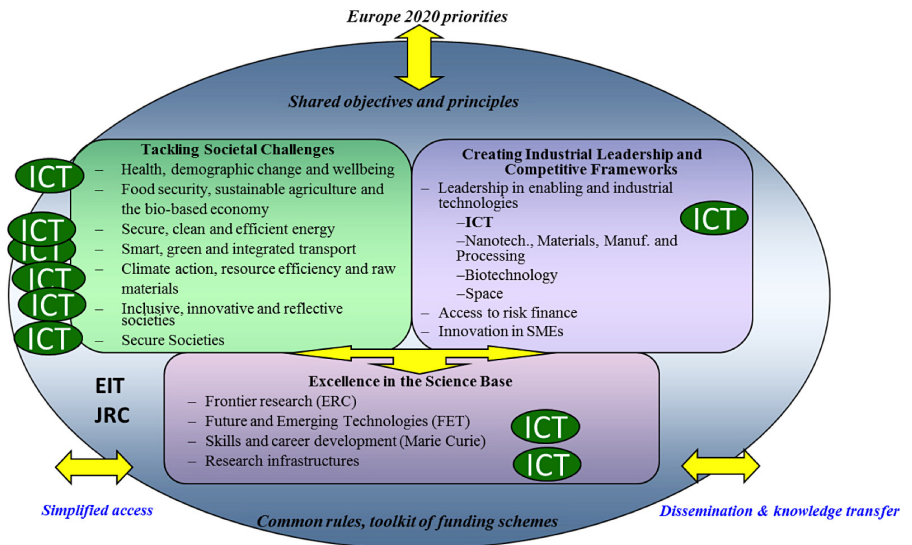 Europe 2020 priorities
Shared objectives and principles
Tackling Societal Challenges
– Health, demographic change and wellbeing
– Food security, sustainable agriculture and
the bio-based economy
– Secure, clean and efficient energy
– Smart, green and integrated transport
– Climate action, resource efficiency and raw
materials
– Inclusive, innovative and reflective
societies
– Secure Societies
ICT
ICT
ICT
ICT
ICT
ICT
Creating Industrial Leadership and
Competitive Frameworks
– Leadership in enabling and industrial
technologies
–ICT
–Nanotech., Materials, Manuf. and
Processing
–Biotechnology
–Space
– Access to risk finance
– Innovation in SMEs
ICT
Excellence in the Science Base
– Frontier research (ERC)
– Future and Emerging Technologies (FET)
– Skills and career development (Marie Curie)
– Research infrastructures
ICT
ICT
EIT
JRC
Simplified access
Common rules, toolkit of funding schemes
Dissemination & knowledge transfer